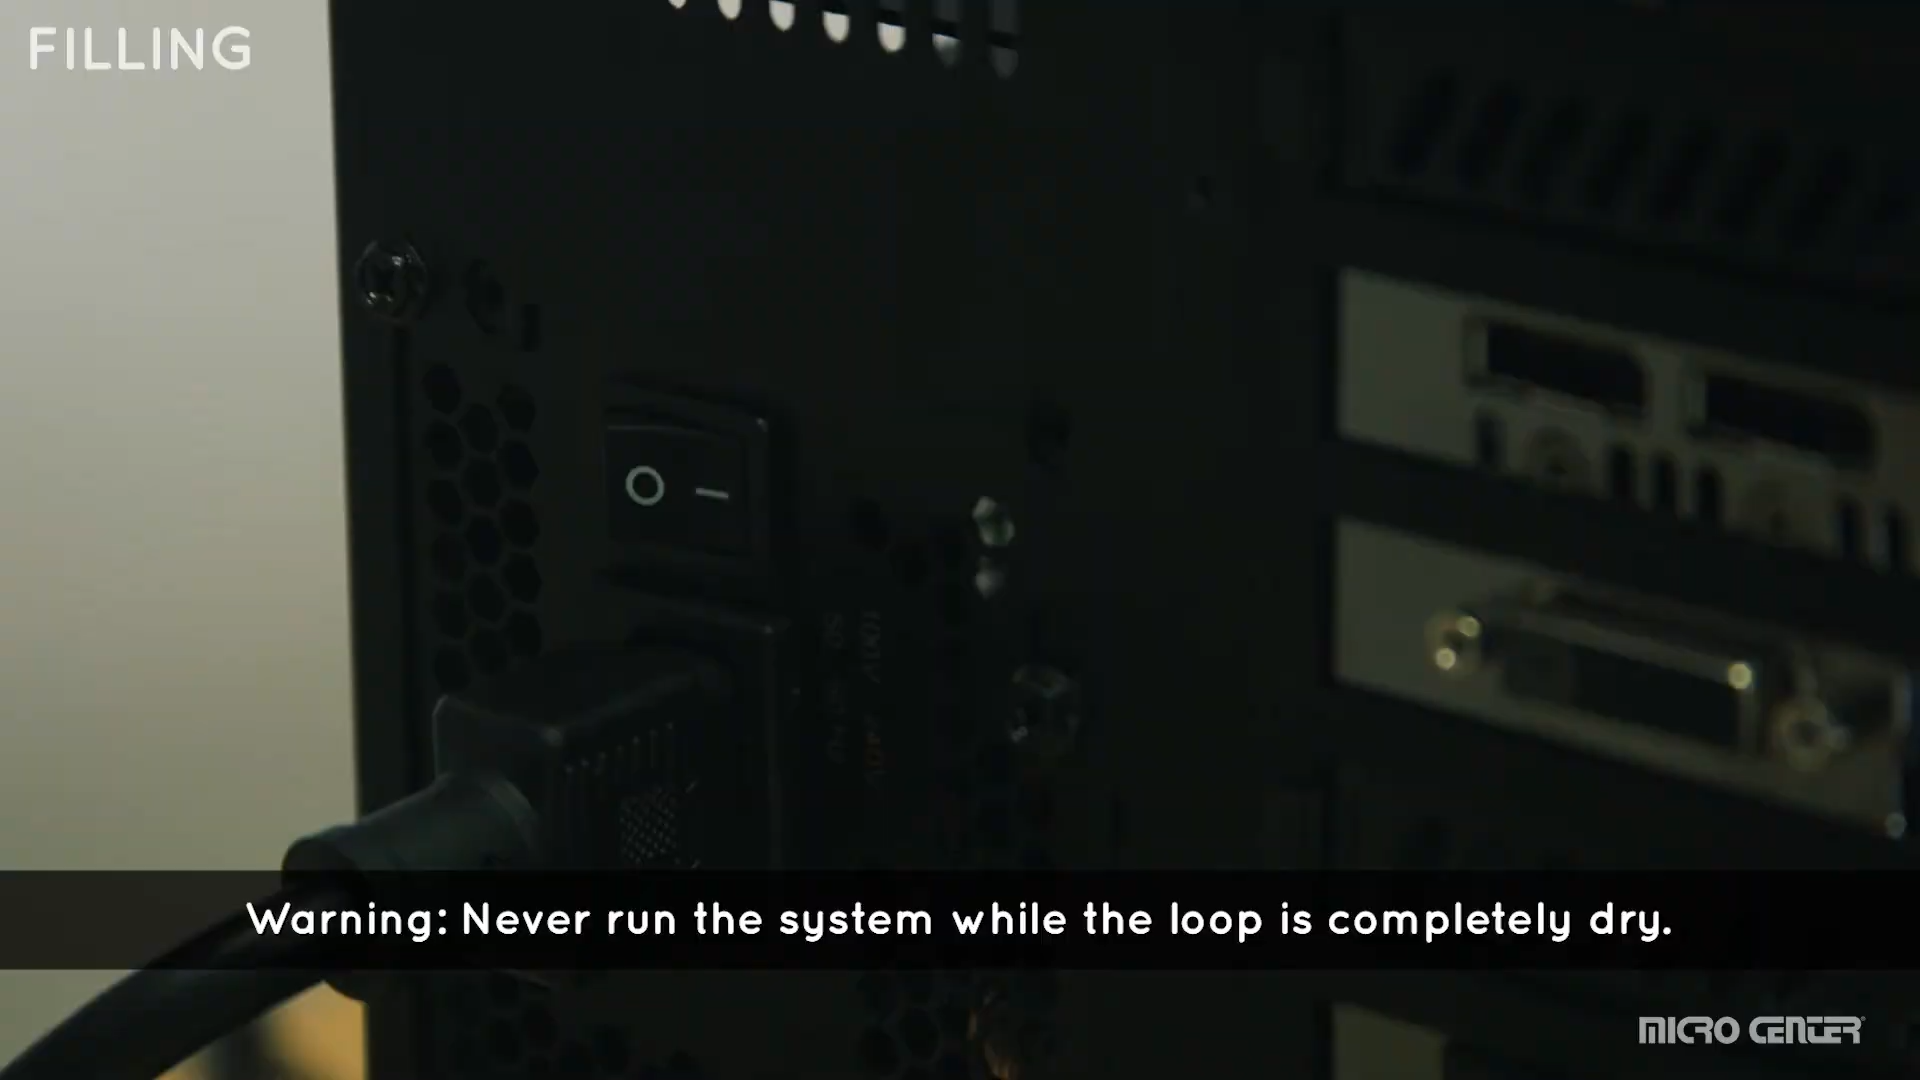 FILLING
Warning: Never run the system while the loop is completely dry.
MICRO CENTER